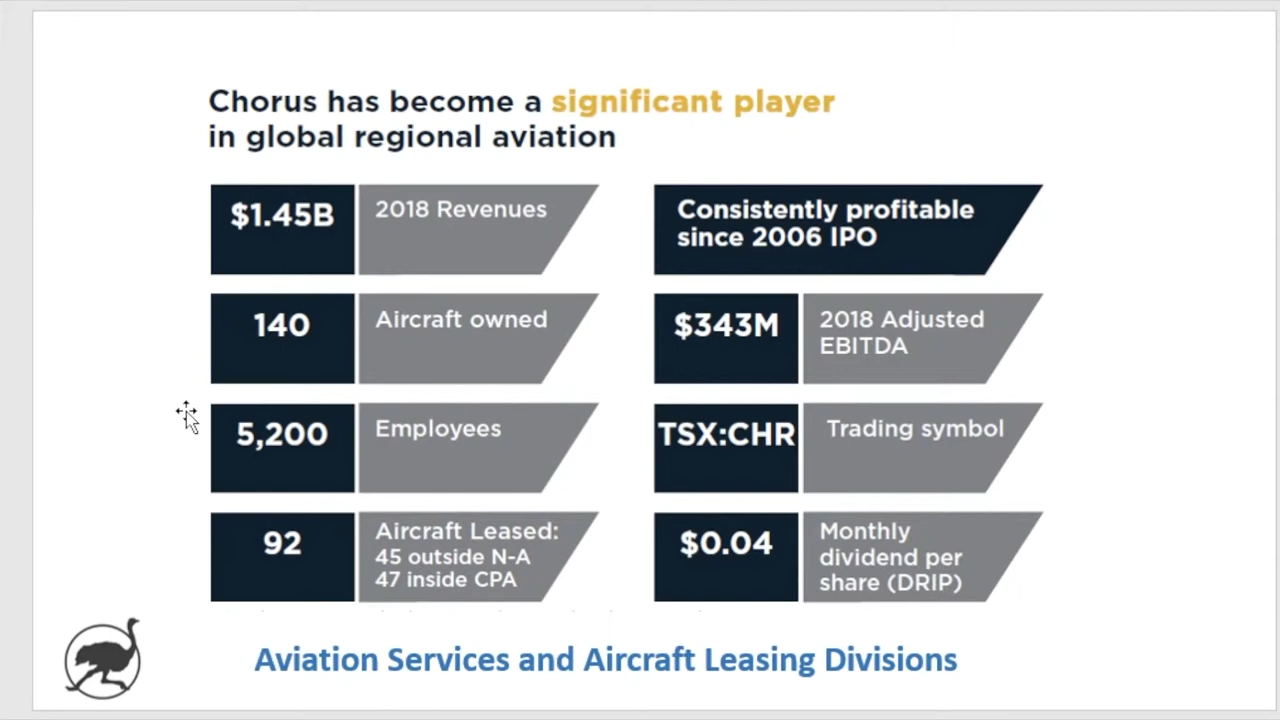 Chorus has become a significant player
in global regional aviation
$1.45B
2018 Revenues
Consistently profitable
since 2006 IPO
140
Aircraft owned
$343M
2018 Adjusted
EBITDA
5,200
Employees
TSX:CHR
Trading symbol
92
Aircraft Leased:
45 outside N-A
47 inside CPA
$0.04
Monthly
dividend per
share (DRIP)
Aviation Services and Aircraft Leasing Divisions